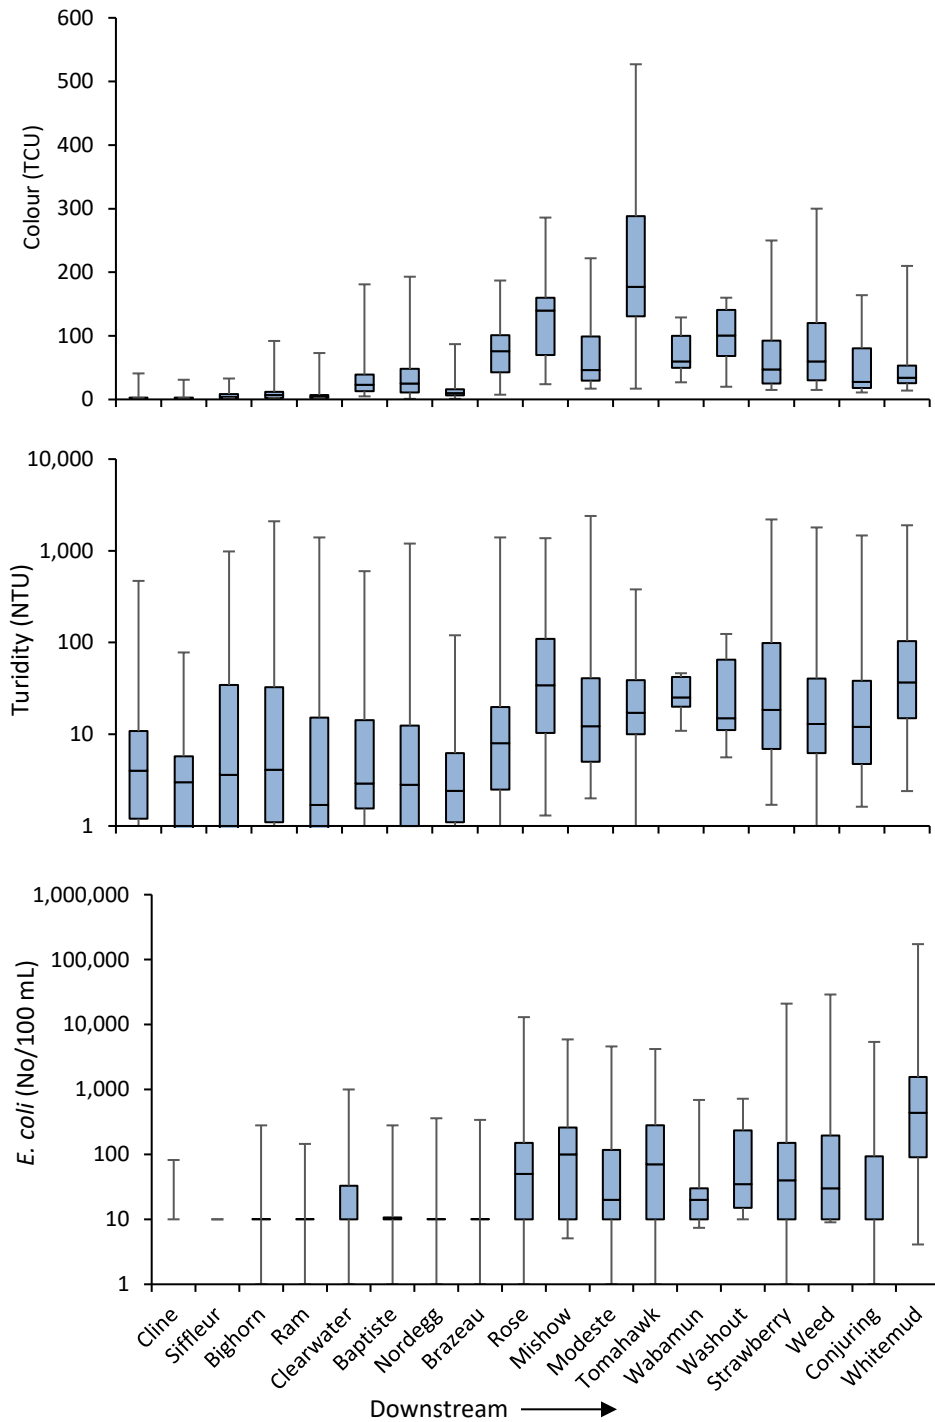 600
500
400
300
200
100
0
Colour (TCU)
10,000
1,000
100
10
1
Turidity (NTU)
1,000,000
100,000
10,000
1,000
100
10
1
E. coli (No/100 mL)
Cline
Siffleur
Bighorn
Ram
Clearwater
Baptiste
Nordegg
Brazeau
Rose
Mishow
Modeste
Tomahawk
Wabamun
Washout
Strawberry
Weed
Conjuring
Whitemud
Downstream